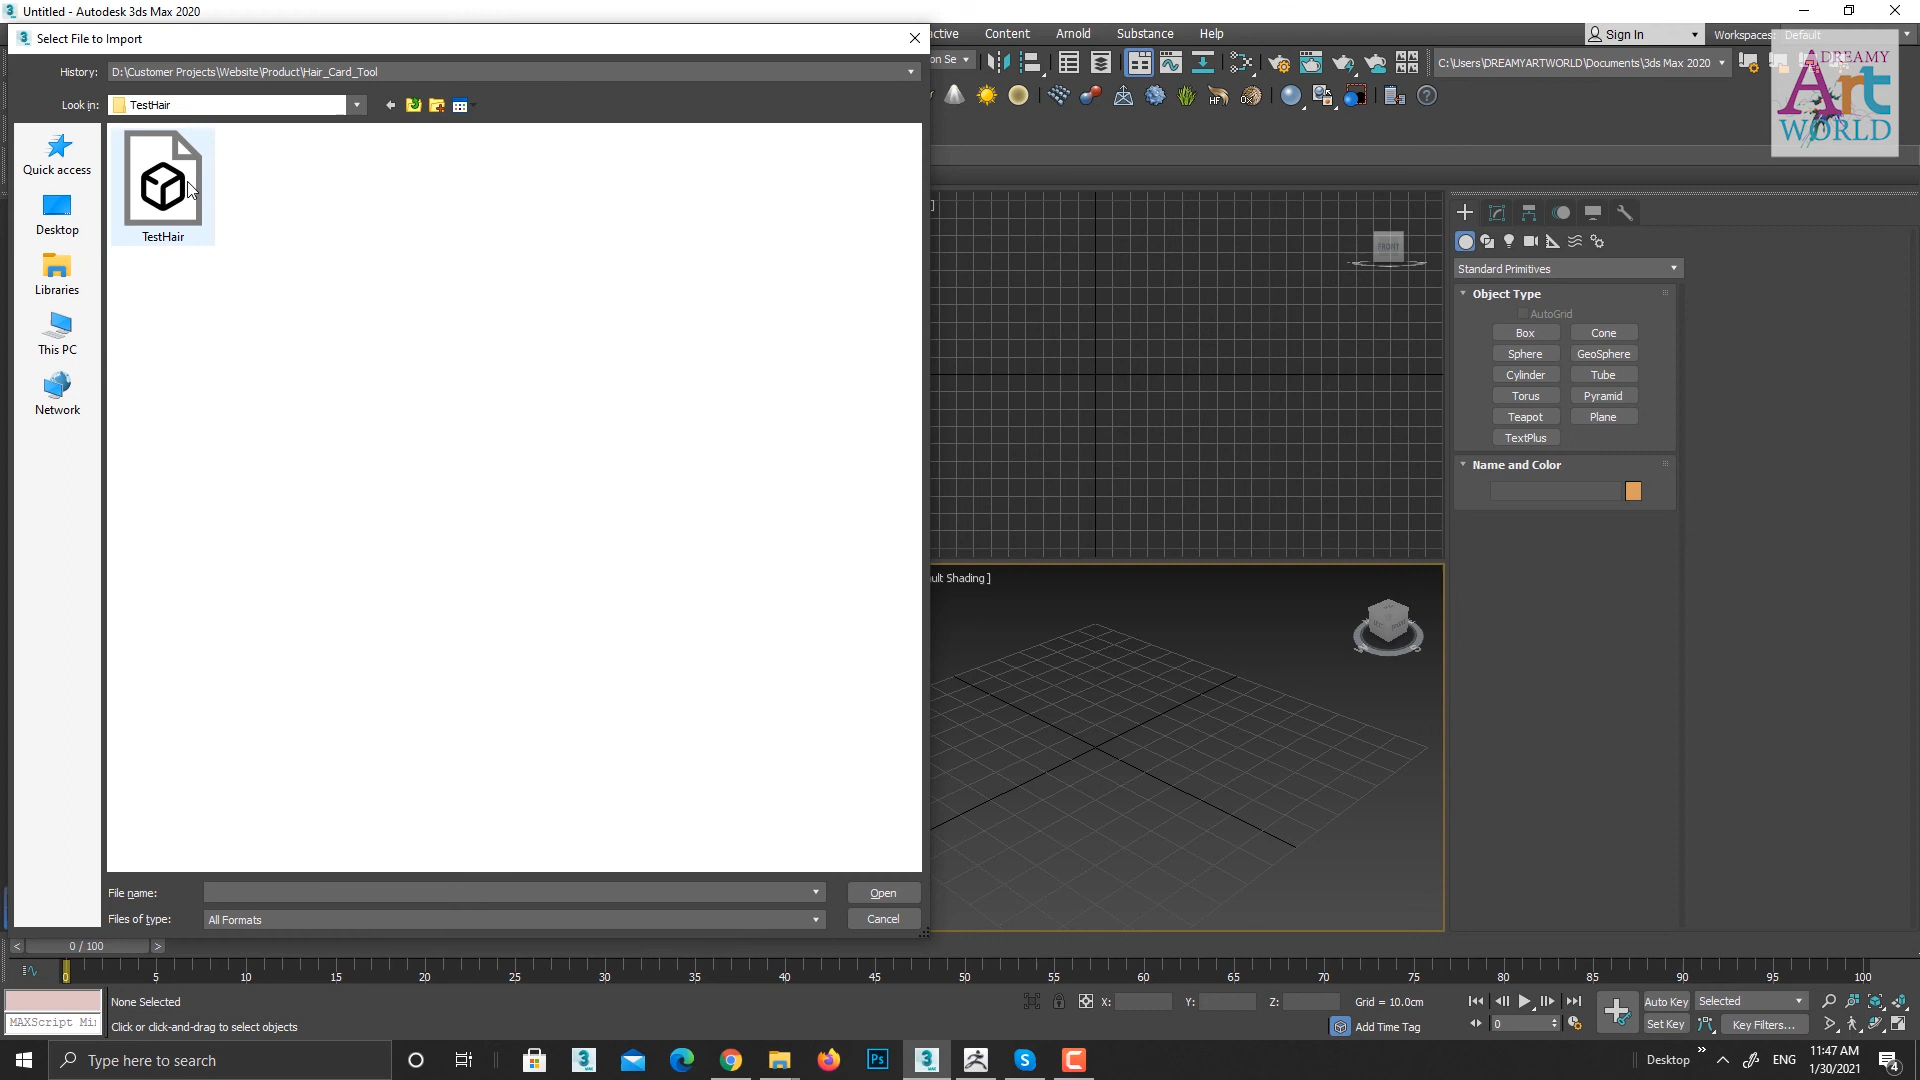 Untitled - Autodesk 3ds Max 2020
Select File to Import
ctive
Content
Arnold
Substance
Help
Sign In
Workspaces: Default
History: D:\Customer Projects\Website\Product\Hair_Card_Tool
on Se
C:\Users\DREAMYARTWORLD\Documents\3ds Max 2020
DREAMY
Art
WORLD
Look in: TestHair
Quick access
Desktop
Libraries
This PC
Network
TestHair
]
FRONT
Standard Primitives
Object Type
AutoGrid
Box Cone
Sphere GeoSphere
Cylinder Tube
Torus Pyramid
Teapot Plane
TextPlus
Name and Color
ult Shading ]
File name:
Open
Files of type: All Formats
Cancel
< 0 / 100 >
0 5 10 15 20 25 30 35 40 45 50 55 60 65 70 75 80 85 90 95 100
None Selected
X: Y: Z: Grid = 10.0cm
Auto Key Selected
MAXScript Mi
Click or click-and-drag to select objects
Add Time Tag
0
Set Key Key Filters...
Type here to search
Desktop
ENG
11:47 AM
1/30/2021
4